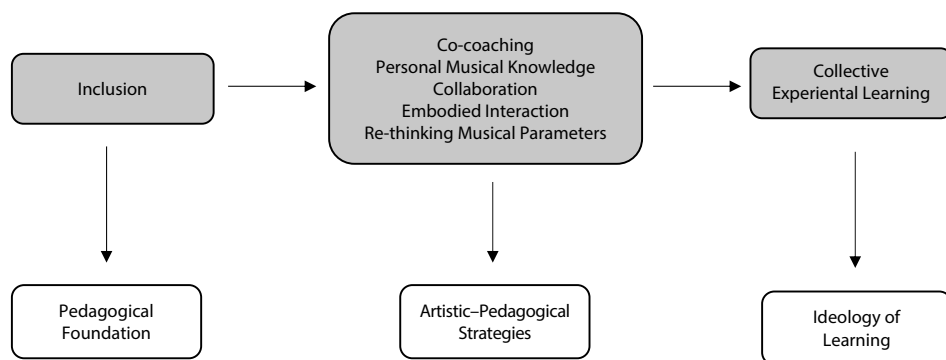 Inclusion
Co-coaching
Personal Musical Knowledge
Collaboration
Embodied Interaction
Re-thinking Musical Parameters
Collective
Experiental Learning
Pedagogical
Foundation
Artistic–Pedagogical
Strategies
Ideology of
Learning